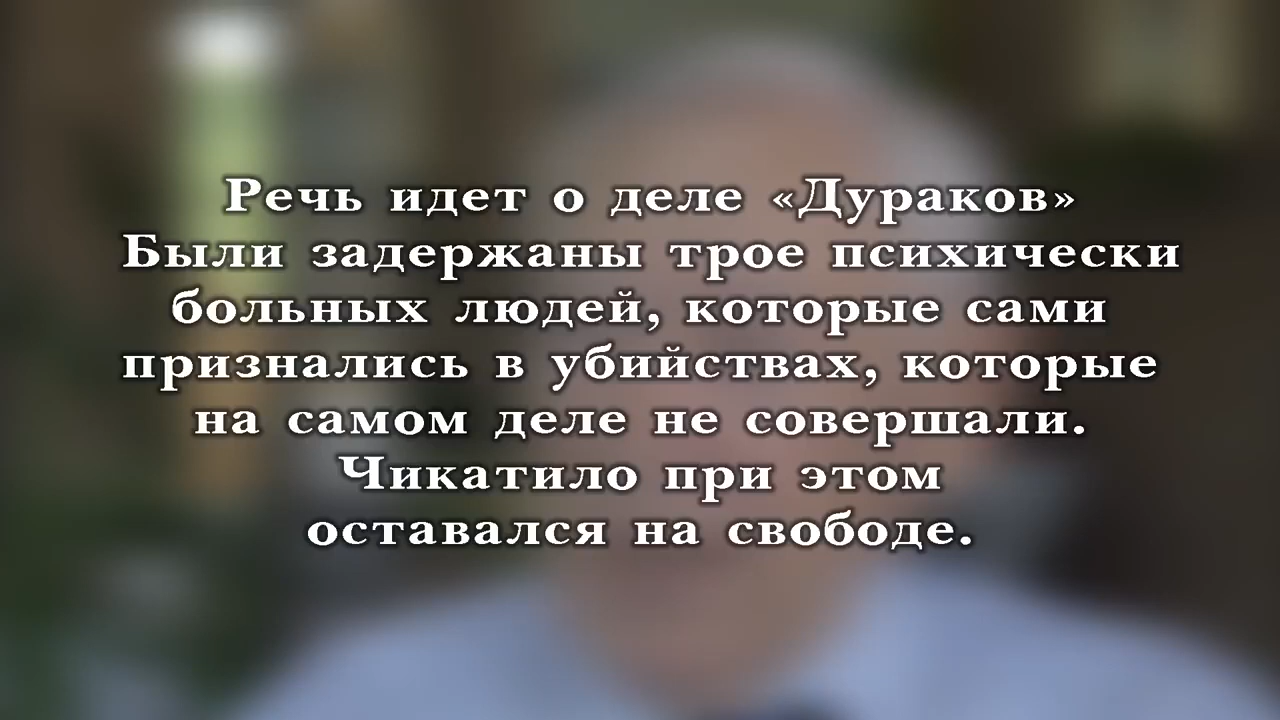 Речь идет о деле «Дураков»
Были задержаны трое психически
больных людей, которые сами
признались в убийствах, которые
на самом деле не совершали.
Чикатило при этом
оставался на свободе.